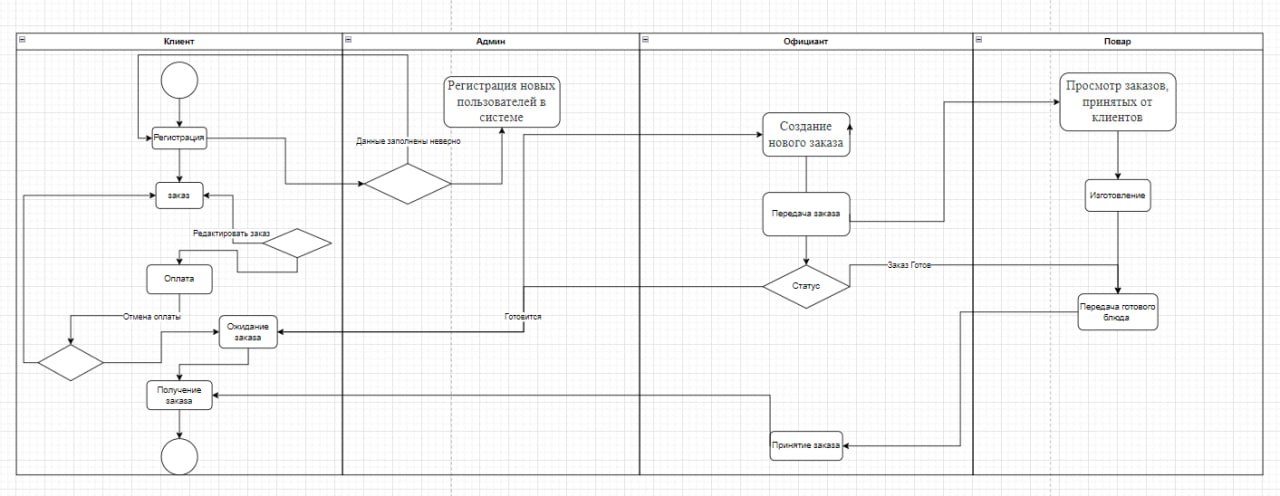 Клиент
Админ
Официант
Повар
Регистрация новых
пользователей в
системе
Просмотр заказов,
принятых от
клиентов
Создание
нового заказа
Регистрация
Данные заполнены неверно
заказ
Изготовление
Передача заказа
Редактировать заказ
Заказ Готов
Оплата
Статус
Передача готового
блюда
Отмена оплаты
Готовится
Ожидание
заказа
Получение
заказа
Принятие заказа